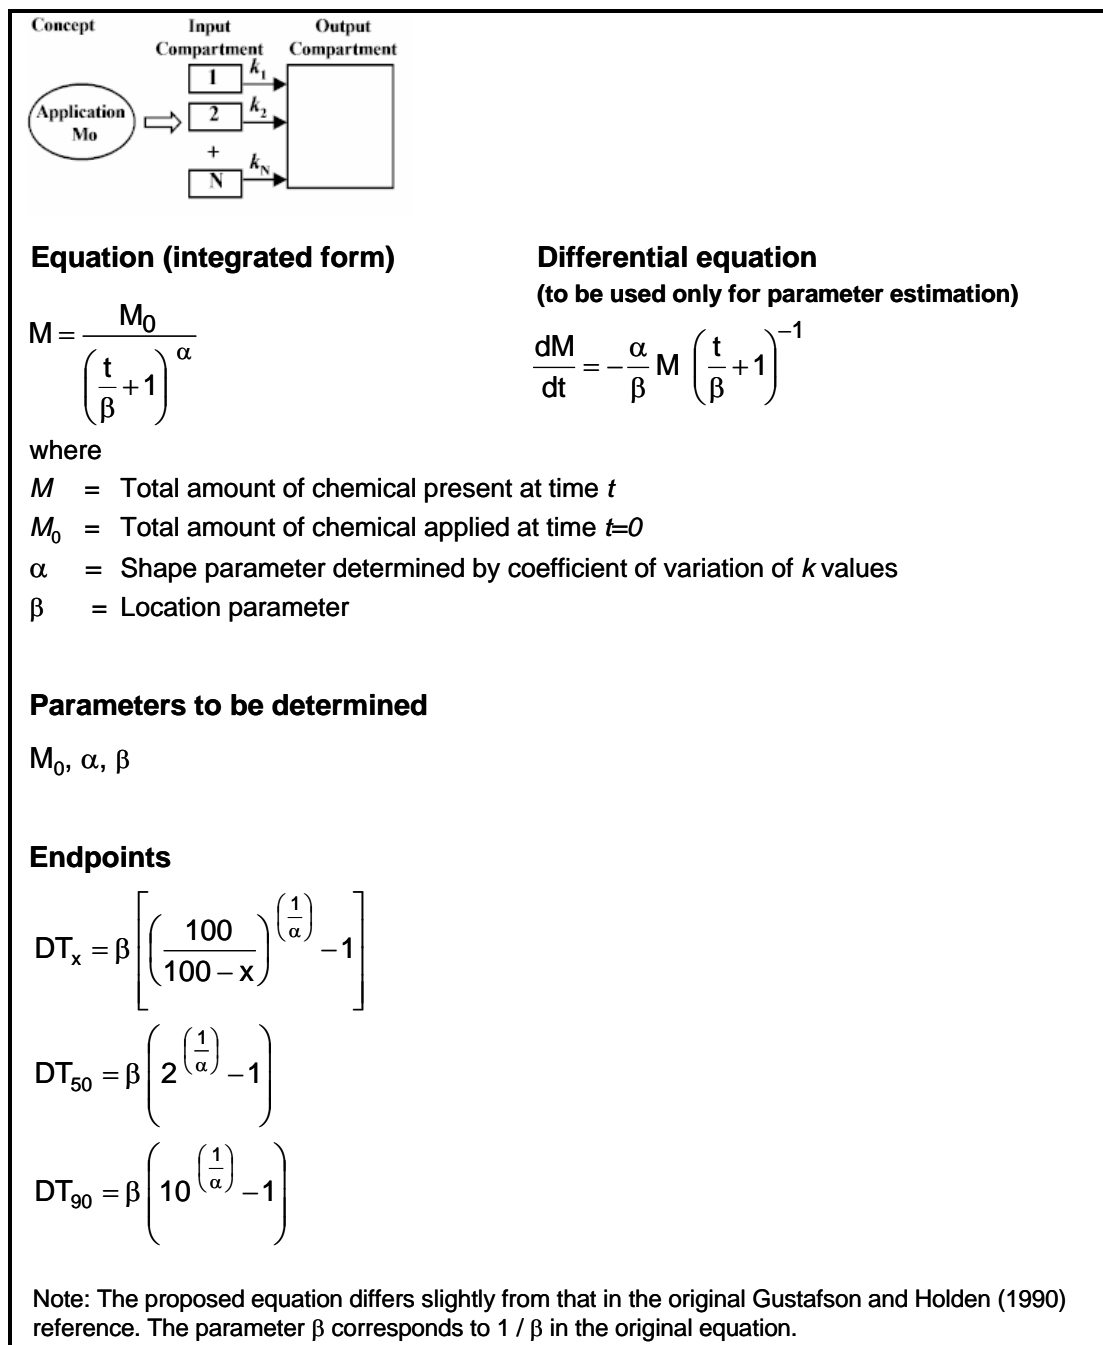 Concept Input Output
Compartment Compartment
1 k₁
Application 2 k₂
Mo
+
N k_N
Equation (integrated form) Differential equation
(to be used only for parameter estimation)
M = M₀ / (t/β + 1)^α dM/dt = −α/β M (t/β + 1)^−1
where
M = Total amount of chemical present at time t
M₀ = Total amount of chemical applied at time t=0
α = Shape parameter determined by coefficient of variation of k values
β = Location parameter
Parameters to be determined
M₀, α, β
Endpoints
DTₓ = β[(100/(100 − x))^(1/α) − 1]
DT₅₀ = β(2^(1/α) − 1)
DT₉₀ = β(10^(1/α) − 1)
Note: The proposed equation differs slightly from that in the original Gustafson and Holden (1990)
reference. The parameter β corresponds to 1 / β in the original equation.